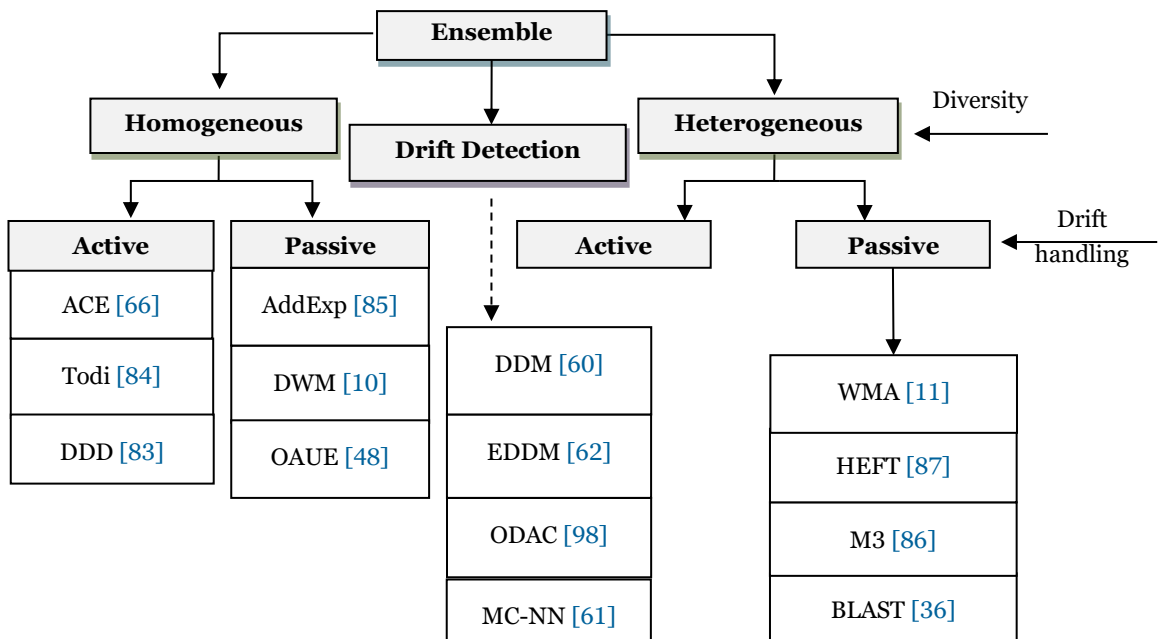 Ensemble
Homogeneous
Drift Detection
Heterogeneous
Diversity
Active
Passive
Active
Passive
Drift
handling
ACE [66]
Todi [84]
DDD [83]
AddExp [85]
DWM [10]
OAUE [48]
DDM [60]
EDDM [62]
ODAC [98]
MC-NN [61]
WMA [11]
HEFT [87]
M3 [86]
BLAST [36]